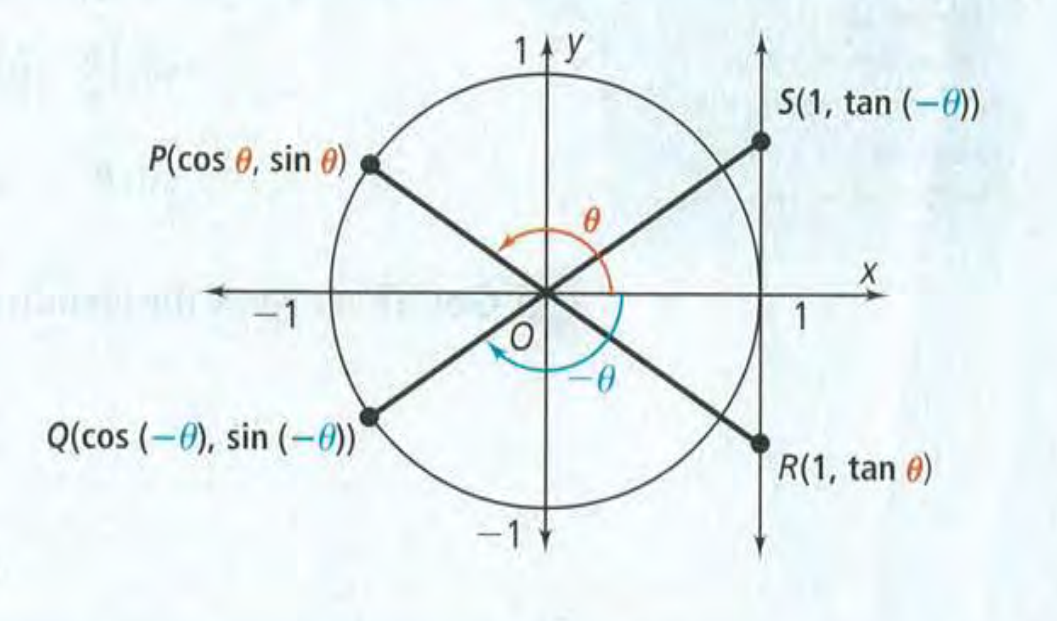 1 y
S(1, tan (−θ))
P(cos θ, sin θ)
θ
x
−1
O
1
−θ
Q(cos (−θ), sin (−θ))
R(1, tan θ)
−1